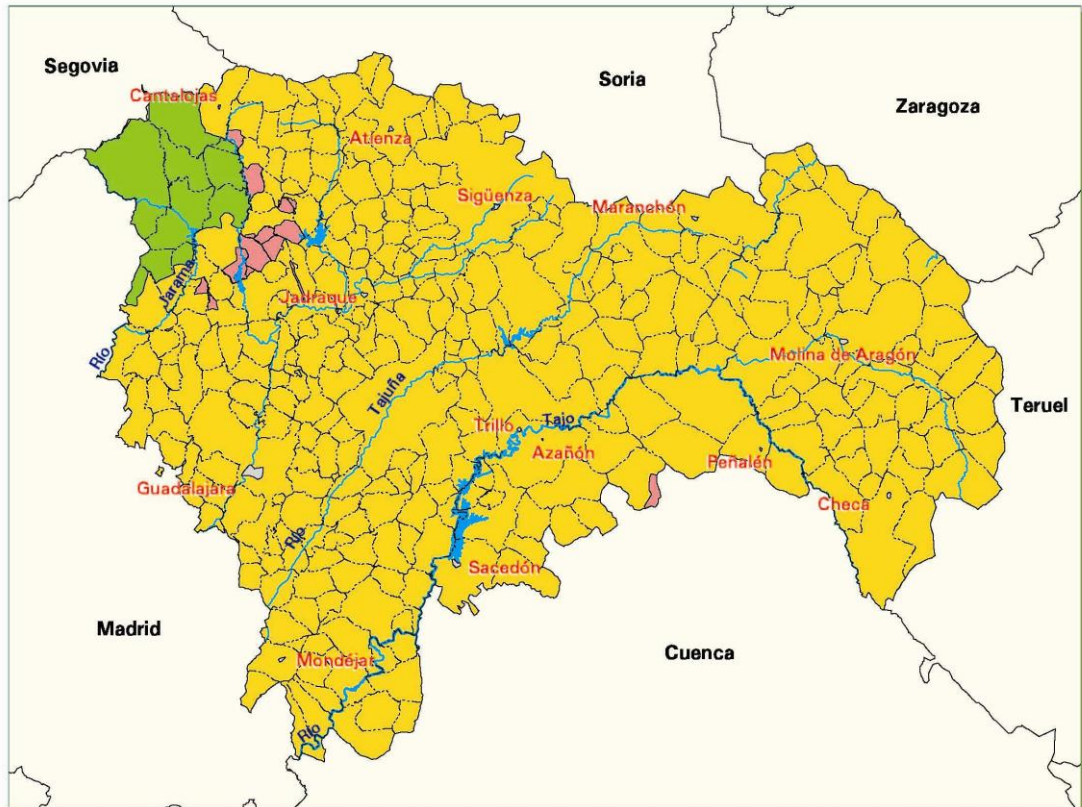 Segovia
Soria
Zaragoza
Cantalojas
Atienza
Sigüenza
Maranchón
Jarama
Jadraque
Río
Molina de Aragón
Tajuña
Teruel
Trillo
Tajo
Azañón
Peñalén
Guadalajara
Checa
Río
Sacedón
Madrid
Cuenca
Mondéjar
Río